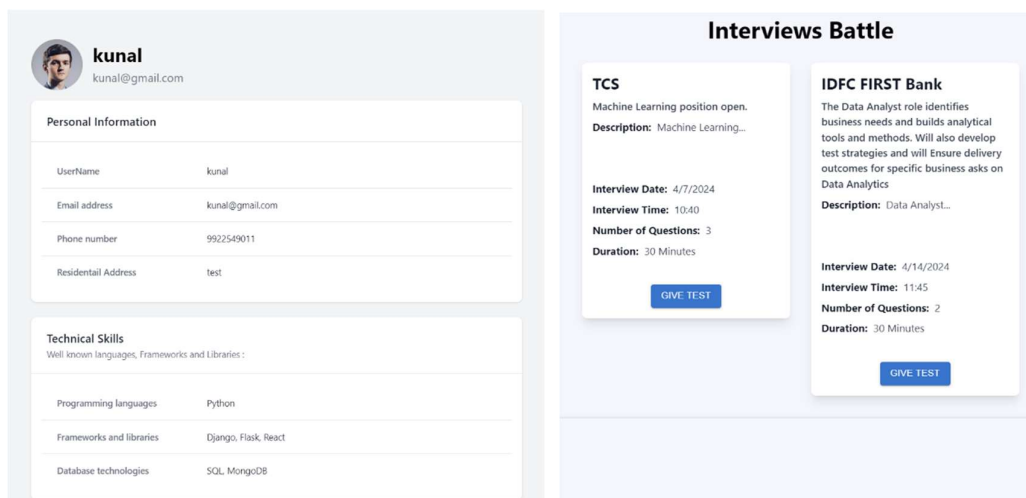 kunal
kunal@gmail.com
Personal Information
UserName kunal
Email address kunal@gmail.com
Phone number 9922549011
Residentail Address test
Technical Skills
Well known languages, Frameworks and Libraries :
Programming languages Python
Frameworks and libraries Django, Flask, React
Database technologies SQL, MongoDB
Interviews Battle
TCS
Machine Learning position open.
Description: Machine Learning...
Interview Date: 4/7/2024
Interview Time: 10:40
Number of Questions: 3
Duration: 30 Minutes
GIVE TEST
IDFC FIRST Bank
The Data Analyst role identifies
business needs and builds analytical
tools and methods. Will also develop
test strategies and will Ensure delivery
outcomes for specific business asks on
Data Analytics
Description: Data Analyst...
Interview Date: 4/14/2024
Interview Time: 11:45
Number of Questions: 2
Duration: 30 Minutes
GIVE TEST